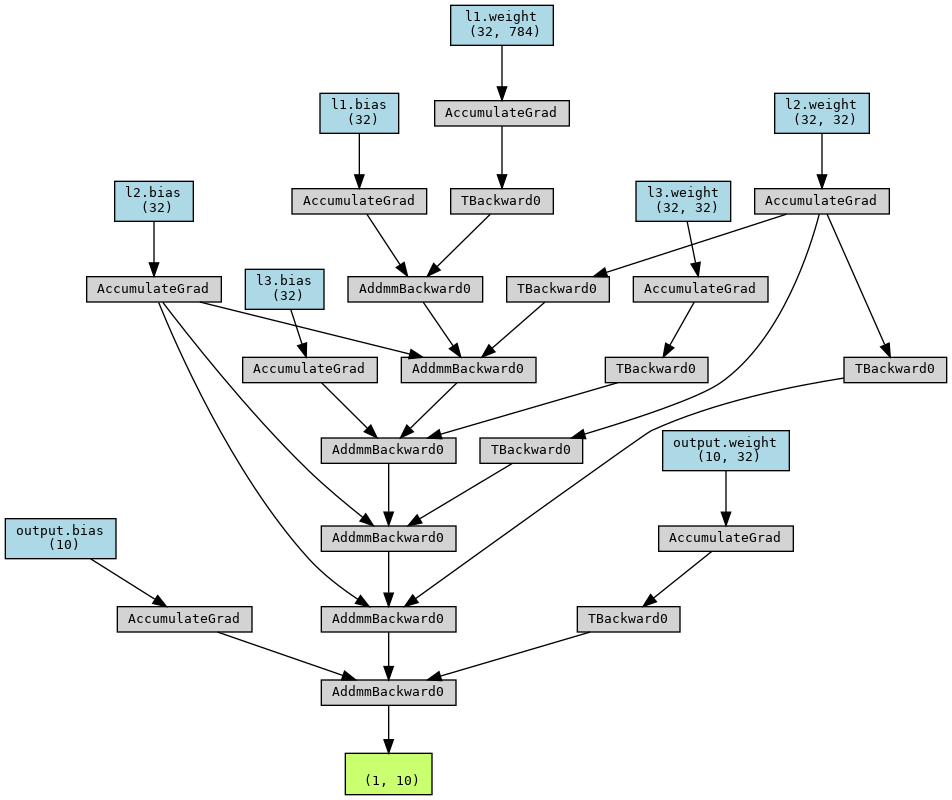 l1.weight
(32, 784)
l1.bias
(32)
AccumulateGrad
l2.weight
(32, 32)
l2.bias
(32)
AccumulateGrad
TBackward0
l3.weight
(32, 32)
AccumulateGrad
AccumulateGrad
l3.bias
(32)
AddmmBackward0
TBackward0
AccumulateGrad
AccumulateGrad
AddmmBackward0
TBackward0
TBackward0
AddmmBackward0
TBackward0
output.weight
(10, 32)
output.bias
(10)
AddmmBackward0
AccumulateGrad
AccumulateGrad
AddmmBackward0
TBackward0
AddmmBackward0
(1, 10)